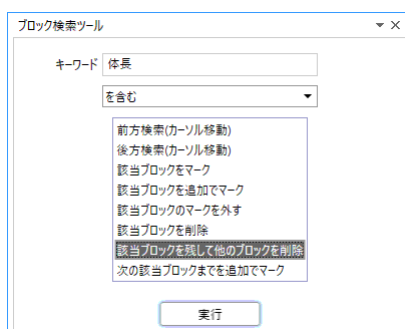 ブロック検索ツール
キーワード 体長
を含む
前方検索(カーソル移動)
後方検索(カーソル移動)
該当ブロックをマーク
該当ブロックを追加でマーク
該当ブロックのマークを外す
該当ブロックを削除
該当ブロックを残して他のブロックを削除
次の該当ブロックまでを追加でマーク
実行